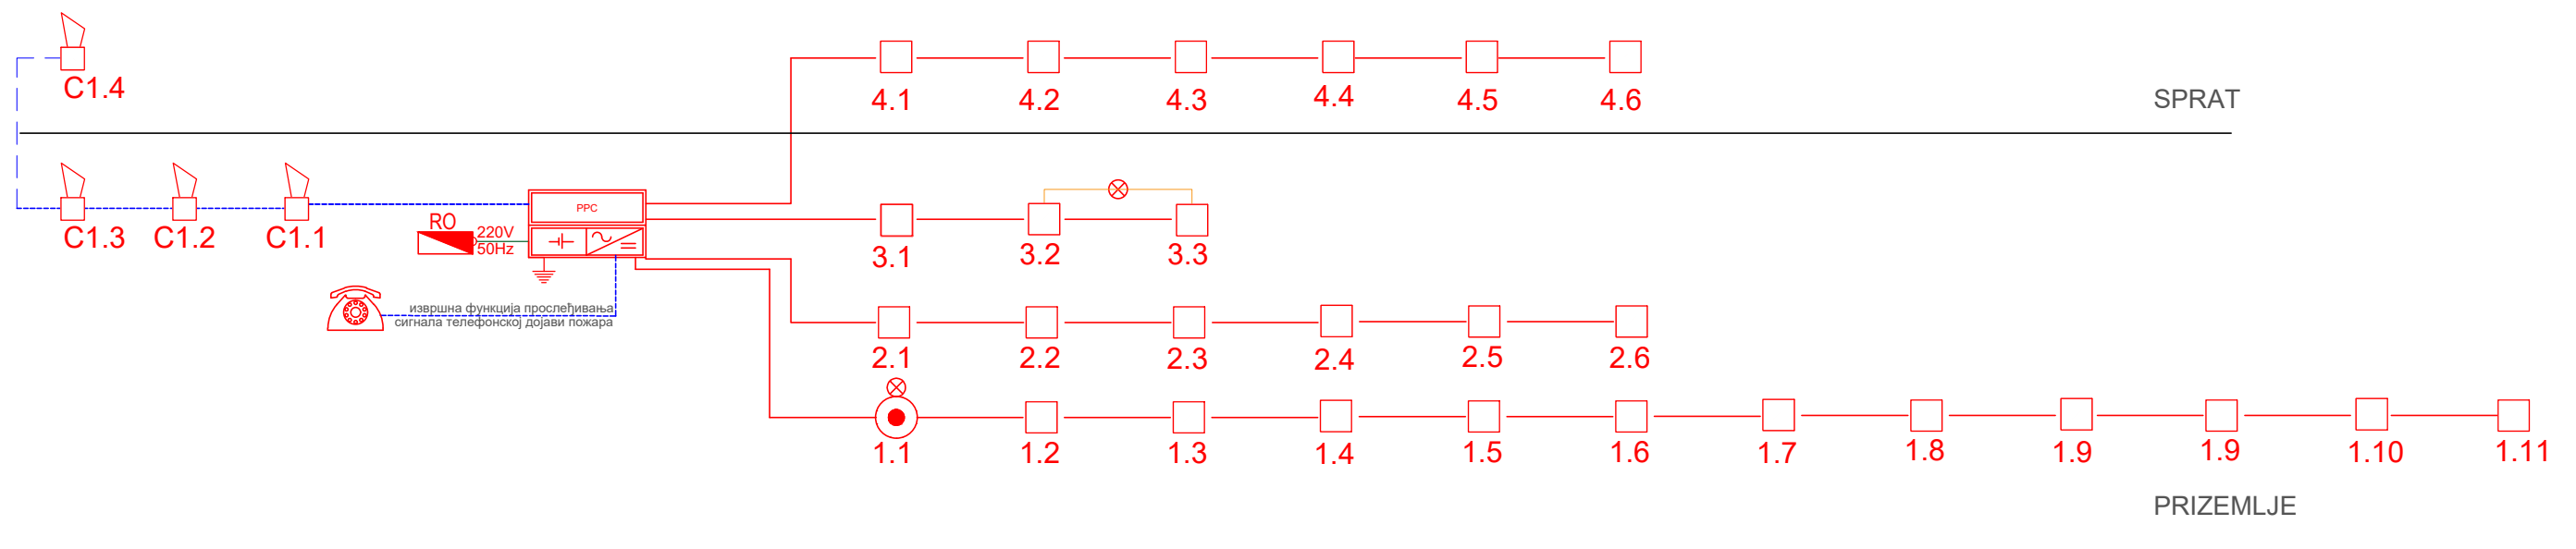 C1.4
4.1 4.2 4.3 4.4 4.5 4.6
SPRAT
C1.3 C1.2 C1.1
RO
220V
50Hz
PPC
3.1 3.2 3.3
извршна функција прослеђивања
сигнала телефонској дојави пожара
2.1 2.2 2.3 2.4 2.5 2.6
1.1 1.2 1.3 1.4 1.5 1.6 1.7 1.8 1.9 1.9 1.10 1.11
PRIZEMLJE